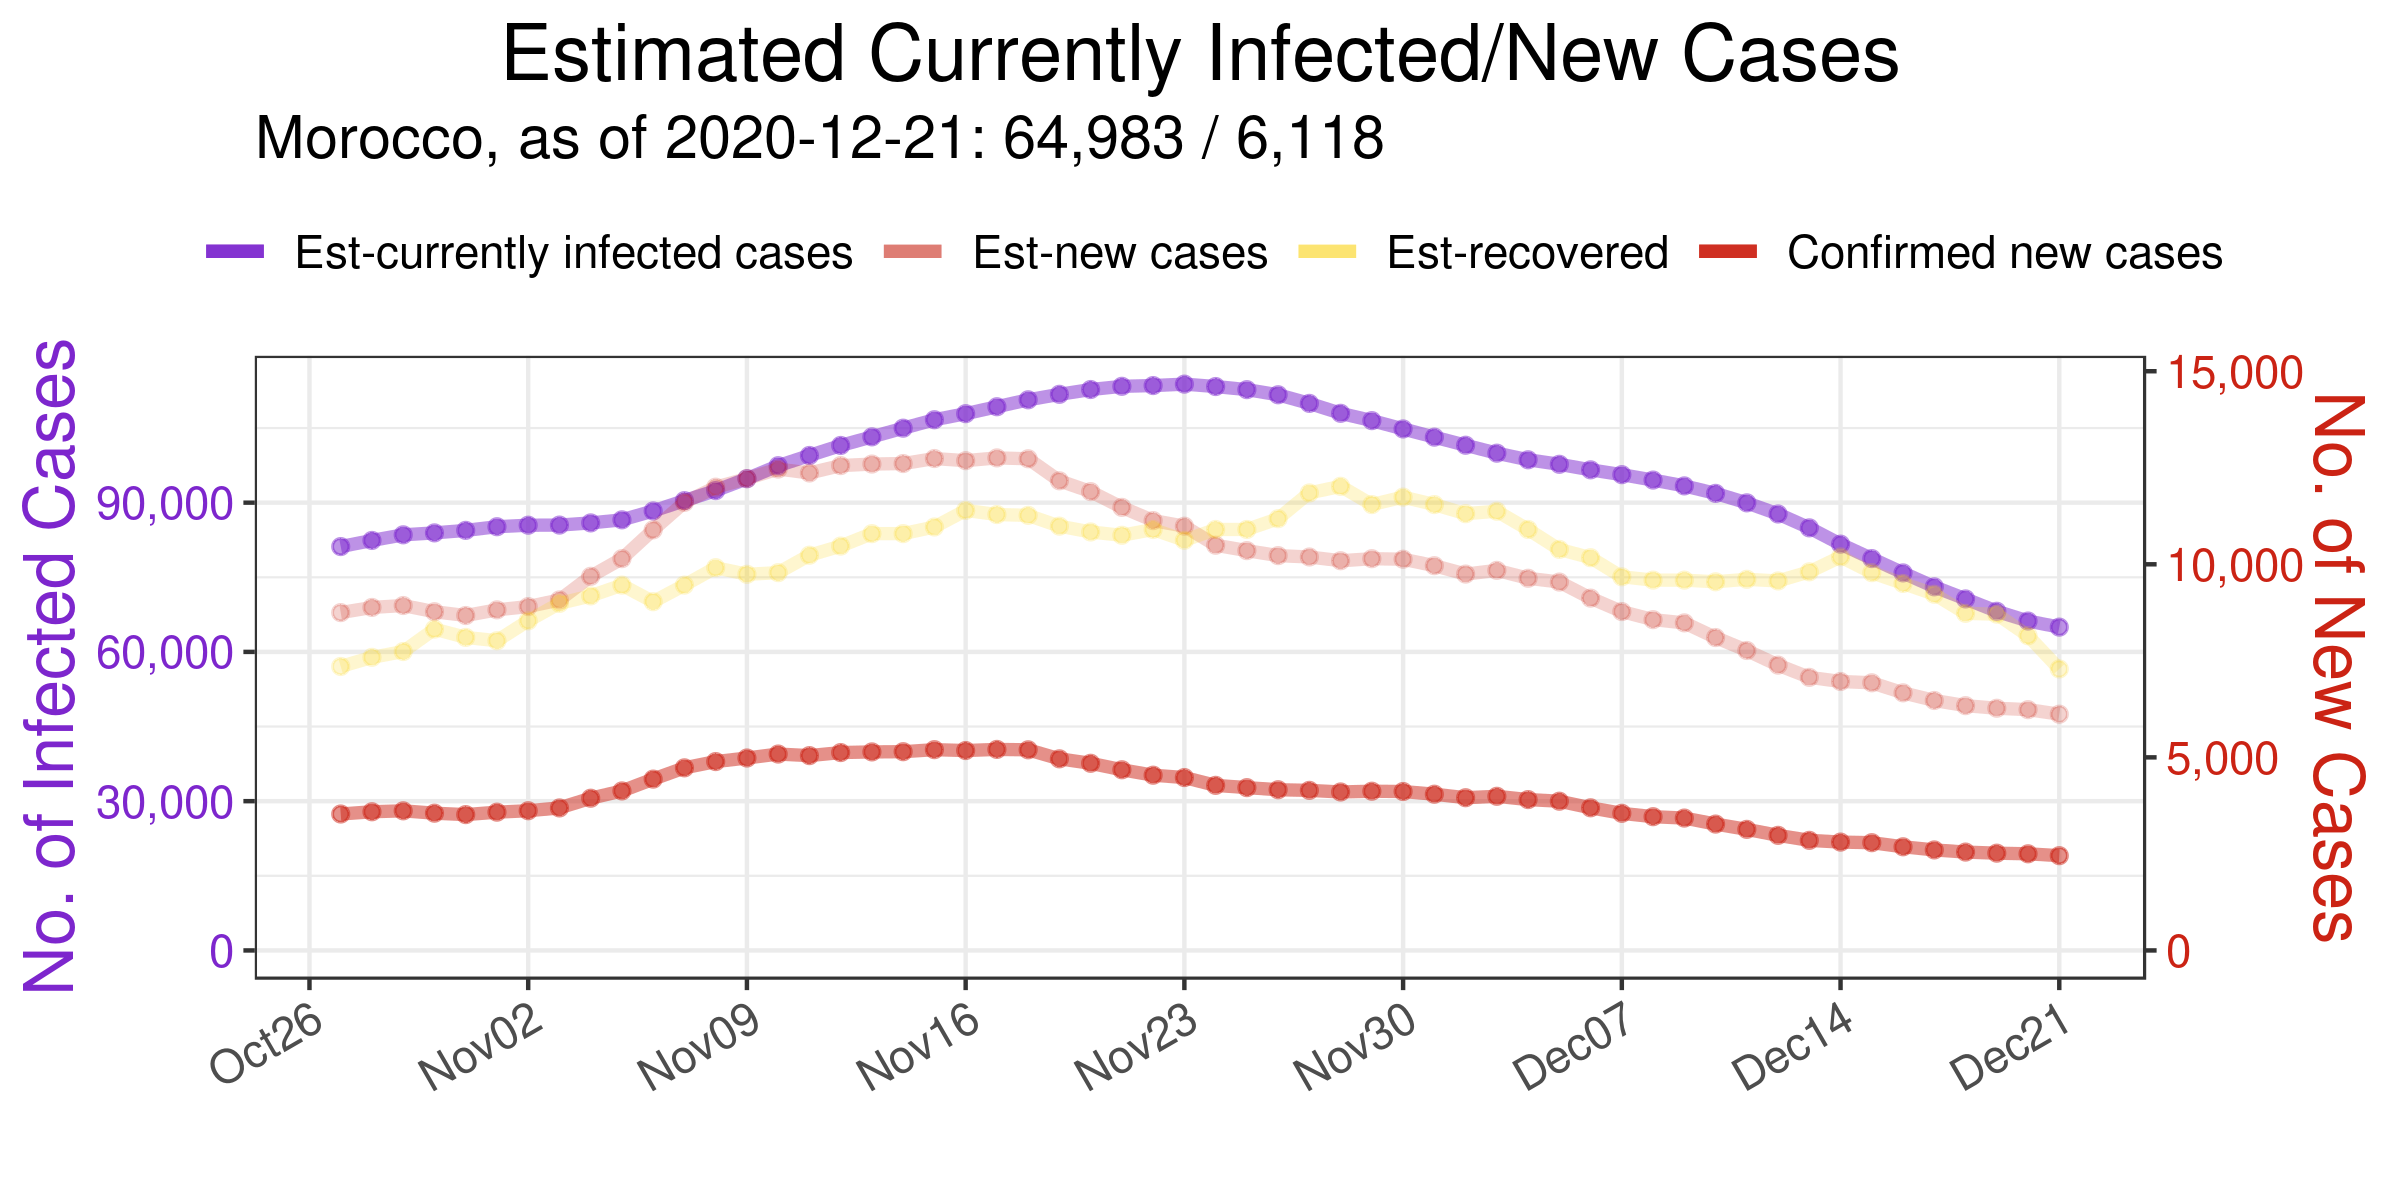 Estimated Currently Infected/New Cases
Morocco, as of 2020-12-21: 64,983 / 6,118
Est-currently infected cases Est-new cases Est-recovered Confirmed new cases
No. of Infected Cases
90,000
60,000
30,000
0
15,000
10,000
5,000
0
No. of New Cases
Oct26 Nov02 Nov09 Nov16 Nov23 Nov30 Dec07 Dec14 Dec21